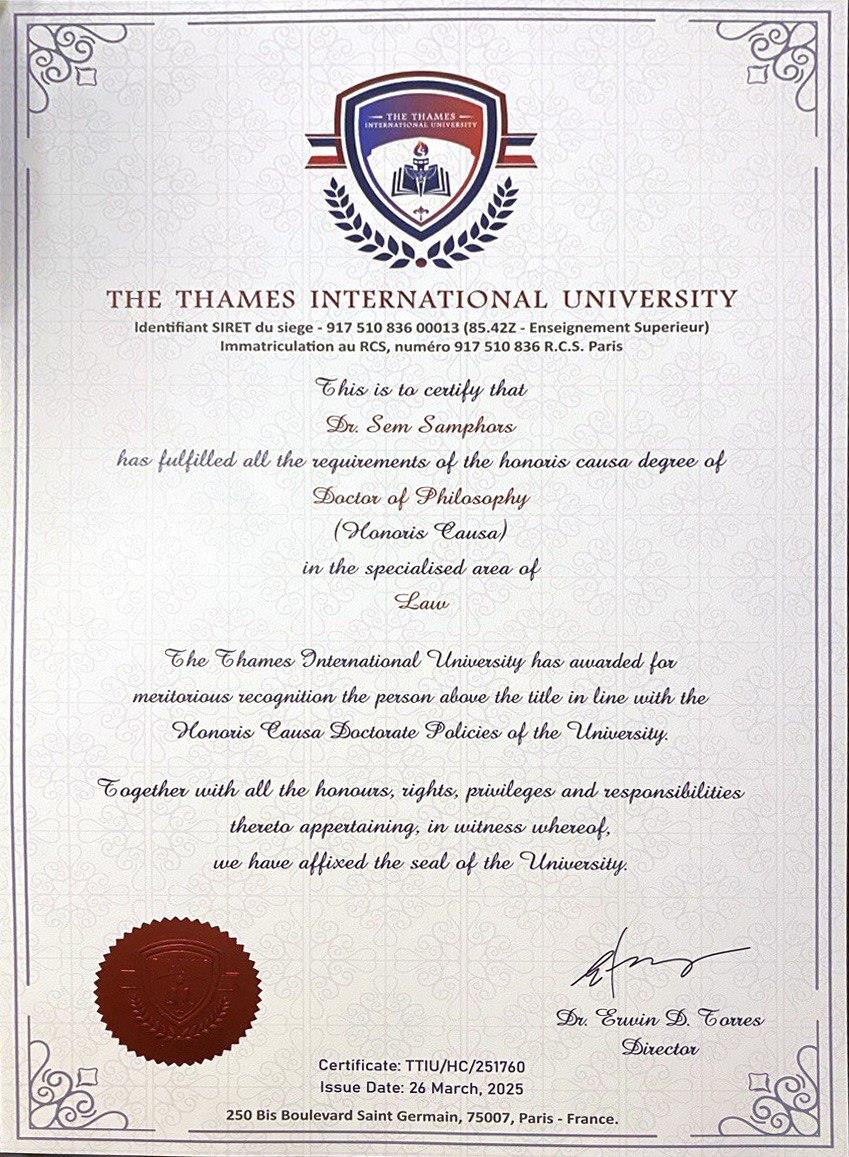 THE THAMES
INTERNATIONAL UNIVERSITY
THE THAMES INTERNATIONAL UNIVERSITY
Identifiant SIRET du siege - 917 510 836 00013 (85.42Z - Enseignement Superieur)
Immatriculation au RCS, numéro 917 510 836 R.C.S. Paris
This is to certify that
Dr. Sem Samphors
has fulfilled all the requirements of the honoris causa degree of
Doctor of Philosophy
(Honoris Causa)
in the specialised area of
Law
The Thames International University has awarded for
meritorious recognition the person above the title in line with the
Honoris Causa Doctorate Policies of the University.
Together with all the honours, rights, privileges and responsibilities
thereto appertaining, in witness whereof,
we have affixed the seal of the University.
Dr. Erwin D. Torres
Director
Certificate: TTIU/HC/251760
Issue Date: 26 March, 2025
250 Bis Boulevard Saint Germain, 75007, Paris - France.